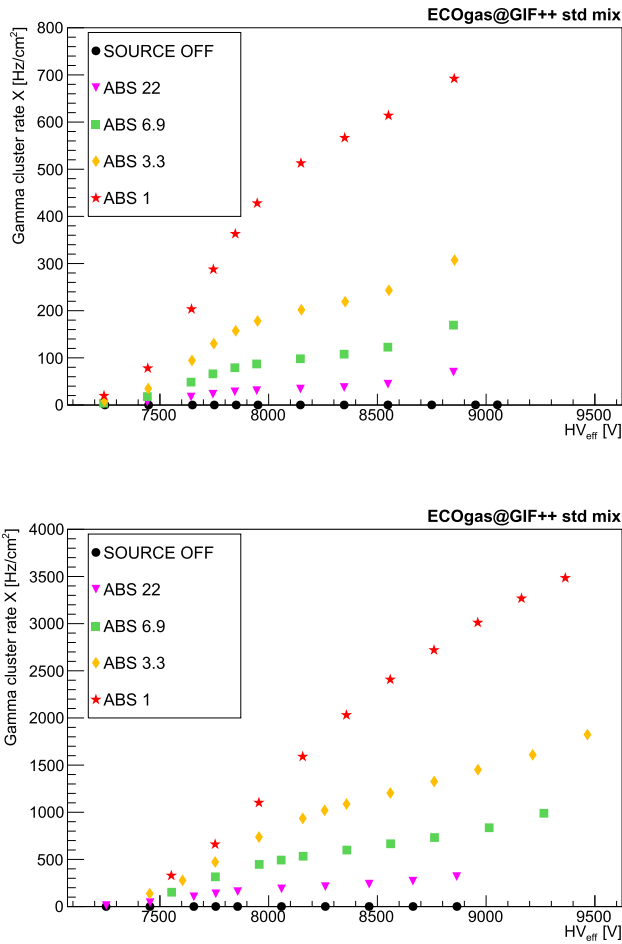 ECOgas@GIF++ std mix
Gamma cluster rate X [Hz/cm²]
800
700
600
500
400
300
200
100
0
SOURCE OFF
ABS 22
ABS 6.9
ABS 3.3
ABS 1
7500 8000 8500 9000 9500
HV_eff [V]
ECOgas@GIF++ std mix
Gamma cluster rate X [Hz/cm²]
4000
3500
3000
2500
2000
1500
1000
500
0
SOURCE OFF
ABS 22
ABS 6.9
ABS 3.3
ABS 1
7500 8000 8500 9000 9500
HV_eff [V]